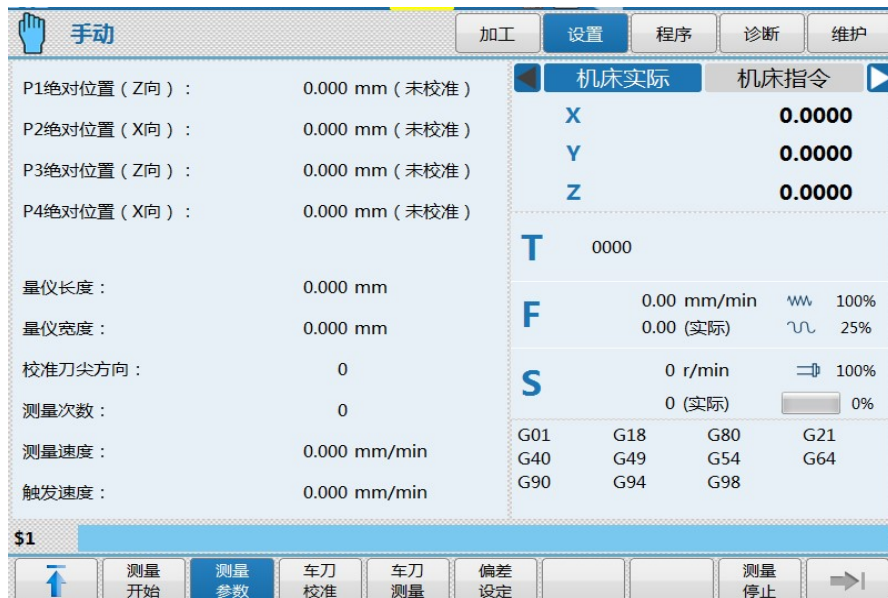 手动
加工 设置 程序 诊断 维护
P1绝对位置（Z向）： 0.000 mm（未校准）
P2绝对位置（X向）： 0.000 mm（未校准）
P3绝对位置（Z向）： 0.000 mm（未校准）
P4绝对位置（X向）： 0.000 mm（未校准）
量仪长度： 0.000 mm
量仪宽度： 0.000 mm
校准刀尖方向： 0
测量次数： 0
测量速度： 0.000 mm/min
触发速度： 0.000 mm/min
机床实际 机床指令
X 0.0000
Y 0.0000
Z 0.0000
T 0000
F 0.00 mm/min 100%
0.00 (实际) 25%
S 0 r/min 100%
0 (实际) 0%
G01 G18 G80 G21
G40 G49 G54 G64
G90 G94 G98
$1
测量 测量 车刀 车刀 偏差 测量
开始 参数 校准 测量 设定 停止